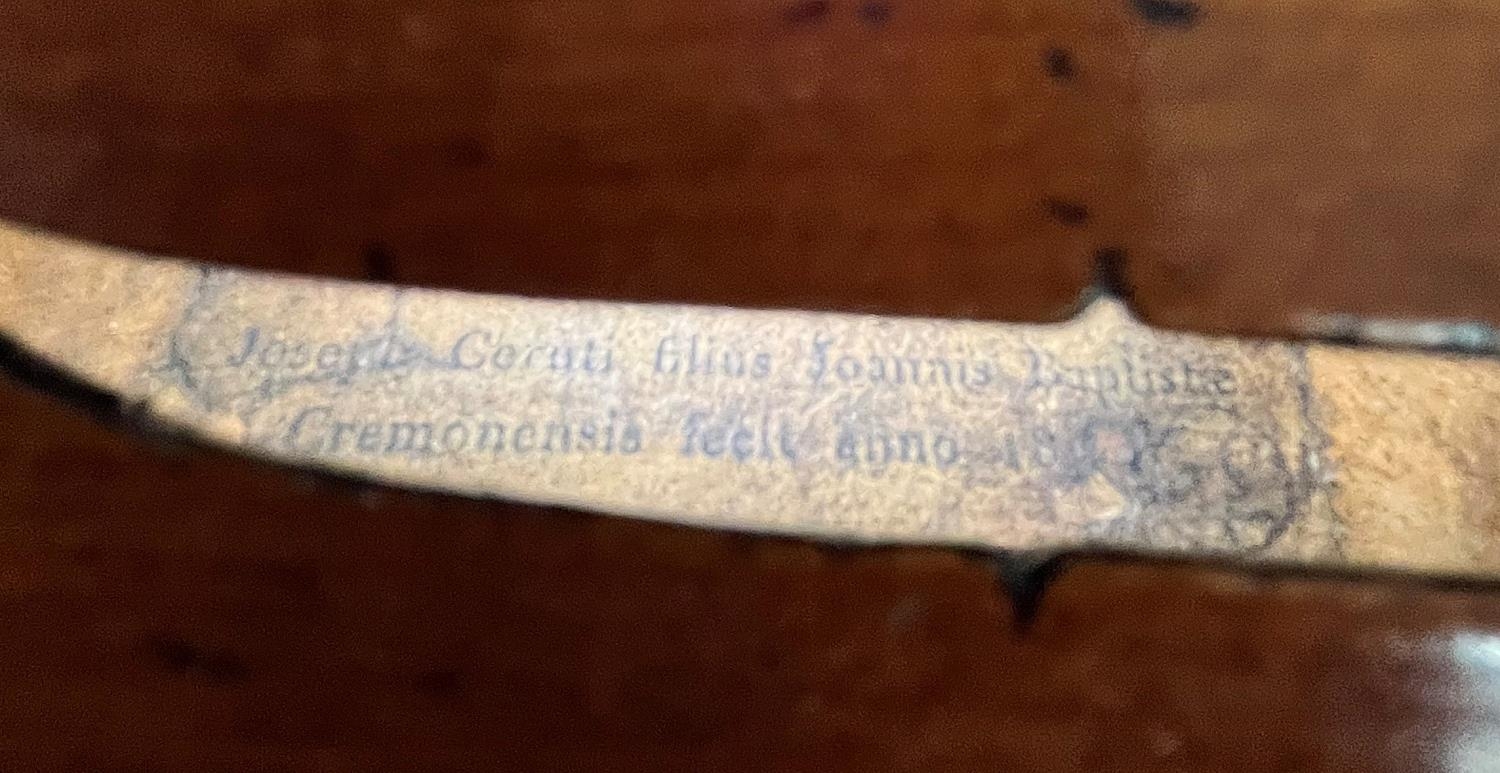 Joseph Ceruti filius Joannis Baptistæ
Cremonensis fecit anno 18